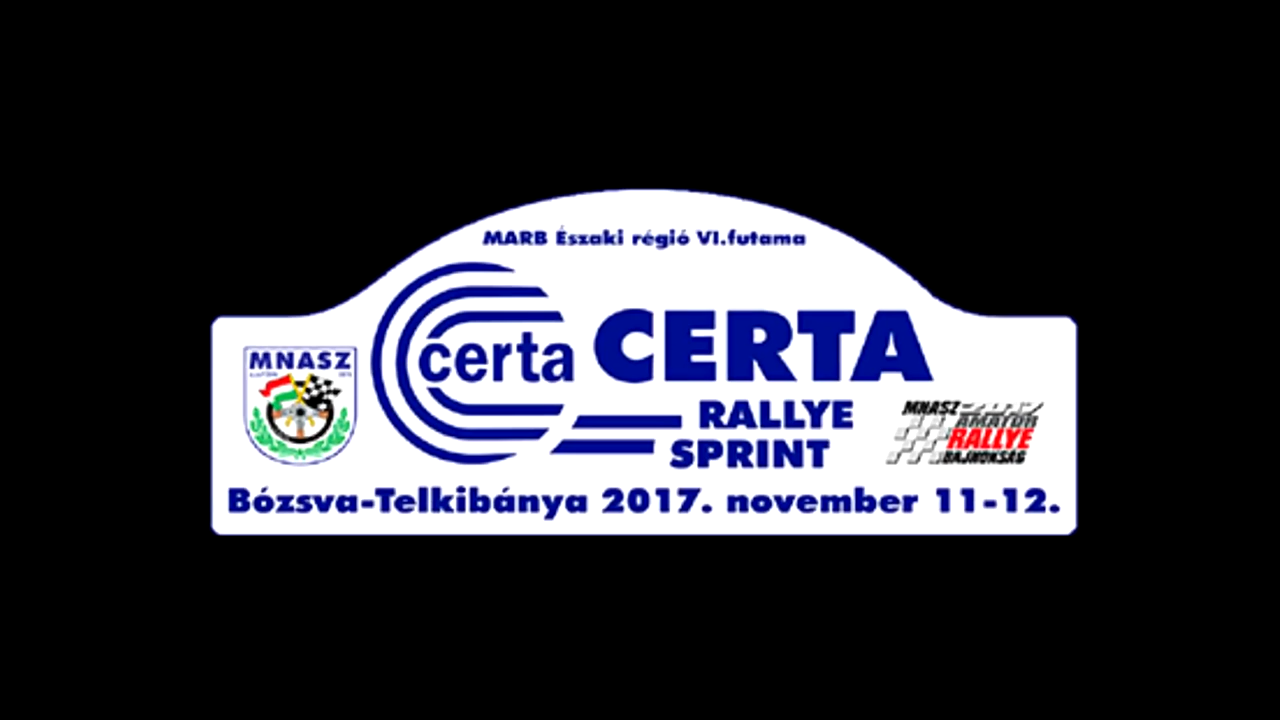 MARB Északi régió VI.futama
certa CERTA
RALLYE
SPRINT
MNASZ
MNASZ 2017
AMATŐR
RALLYE
BAJNOKSÁG
Bózsva-Telkibánya 2017. november 11-12.